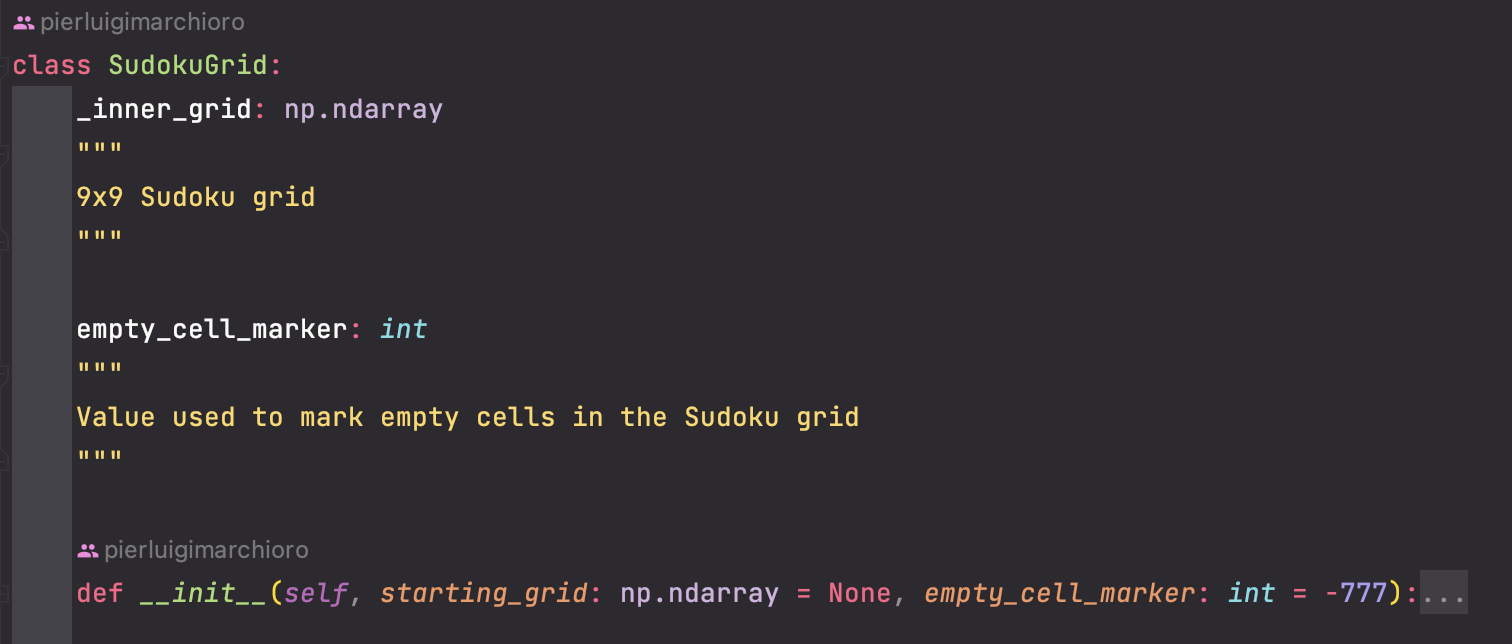 pierluigimarchioro
class SudokuGrid:
_inner_grid: np.ndarray
"""
9x9 Sudoku grid
"""
empty_cell_marker: int
"""
Value used to mark empty cells in the Sudoku grid
"""
pierluigimarchioro
def __init__(self, starting_grid: np.ndarray = None, empty_cell_marker: int = -777):...